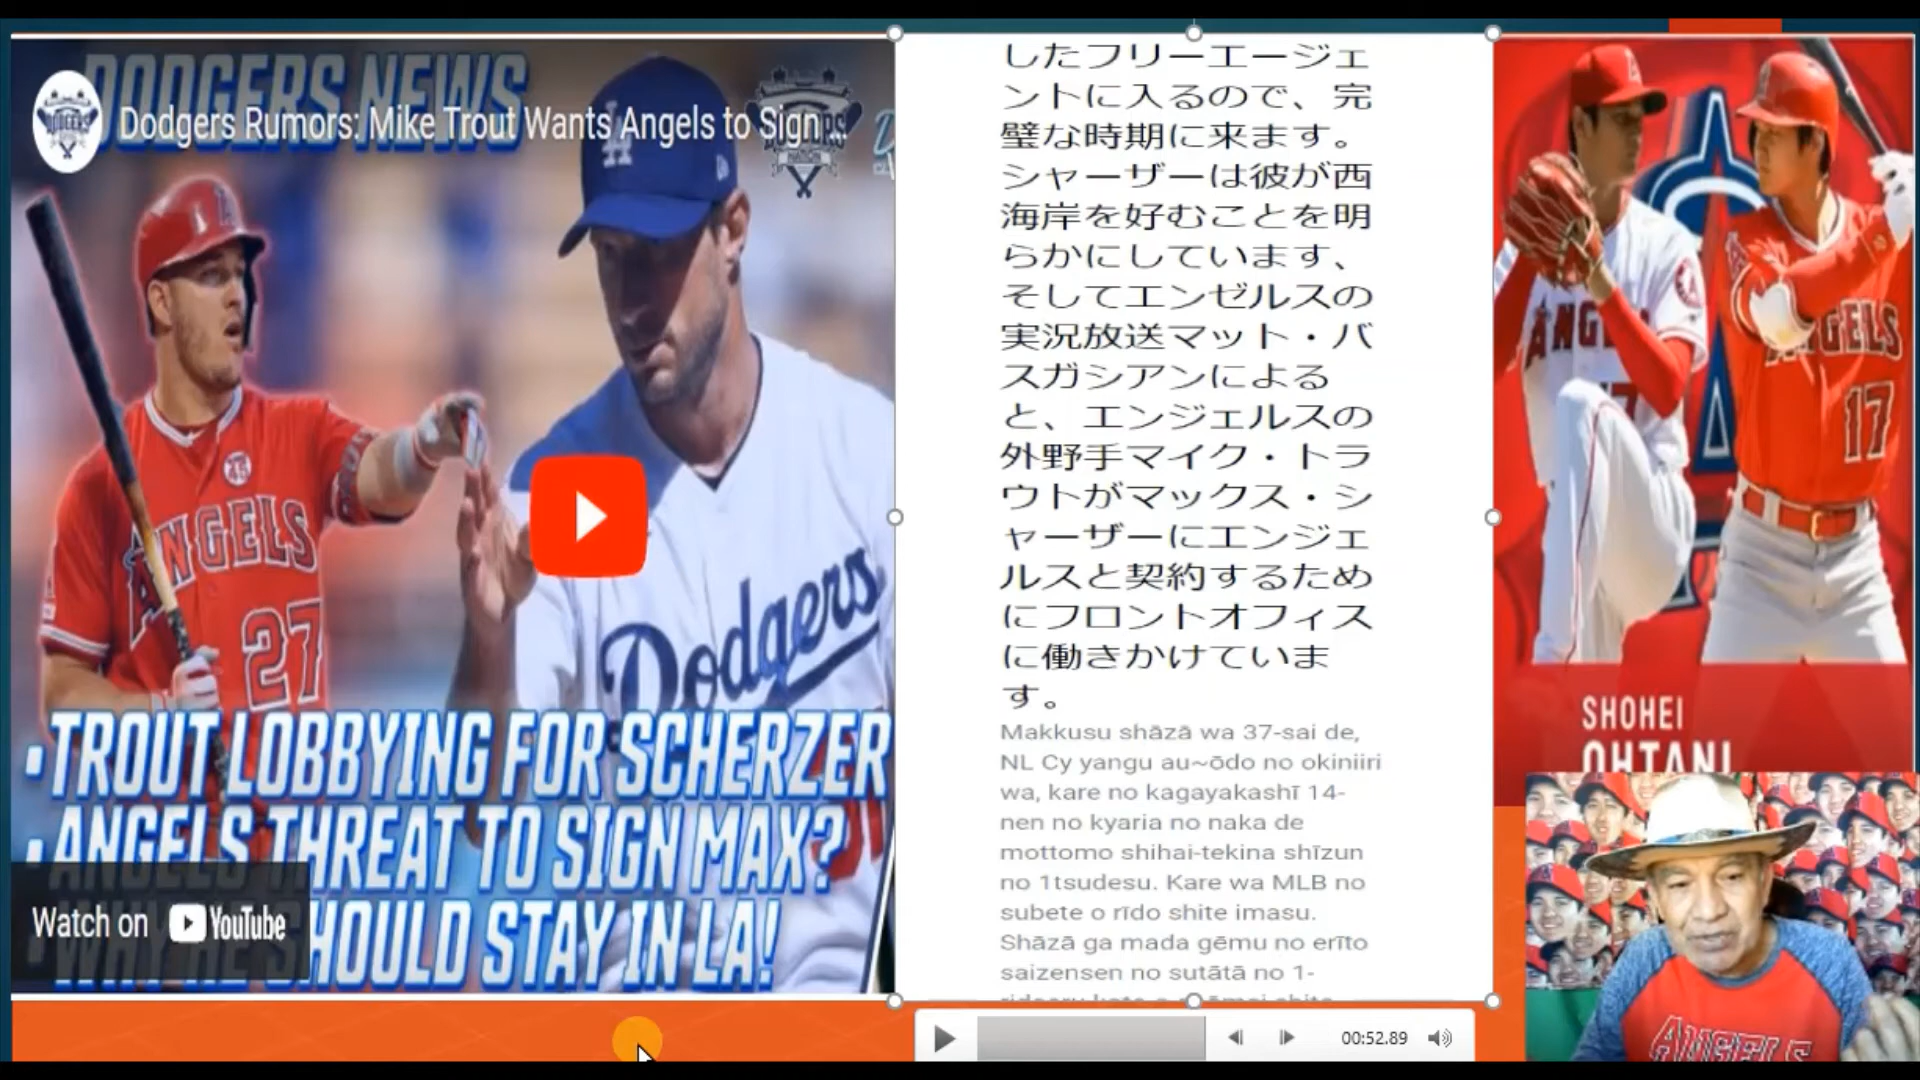 DODGERS NEWS
Dodgers Rumors: Mike Trout Wants Angels to Sign ...
ANGELS
27
Dodgers
•TROUT LOBBYING FOR SCHERZER
•ANGELS THREAT TO SIGN MAX?
SHOULD STAY IN LA!
Watch on YouTube
したフリーエージェ
ントに入るので、完
璧な時期に来ます。
シャーザーは彼が西
海岸を好むことを明
らかにしています、
そしてエンゼルスの
実況放送マット・バ
スガシアンによる
と、エンジェルスの
外野手マイク・トラ
ウトがマックス・シ
ャーザーにエンジェ
ルスと契約するため
にフロントオフィス
に働きかけていま
す。
Makkusu shāzā wa 37-sai de,
NL Cy yangu au~ōdo no okiniiri
wa, kare no kagayakashī 14-
nen no kyaria no naka de
mottomo shihai-tekina shīzun
no 1tsudesu. Kare wa MLB no
subete o rīdo shite imasu.
Shāzā ga mada gēmu no erīto
saizensen no sutātā no 1-
ANGELS
17
SHOHEI
OHTANI
ANGELS
00:52.89